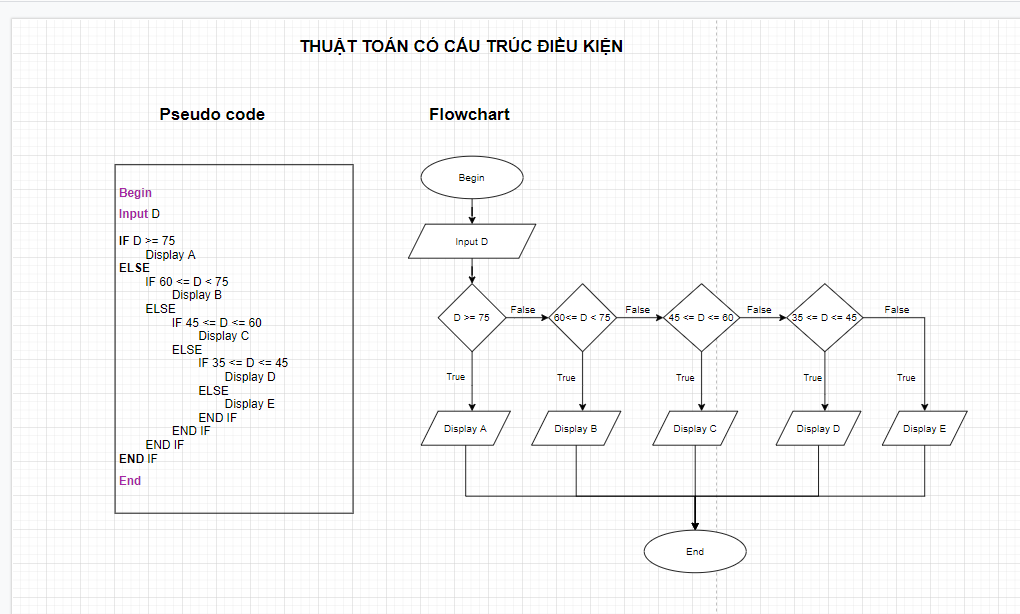 THUẬT TOÁN CÓ CẤU TRÚC ĐIỀU KIỆN
Pseudo code
Begin
Input D
IF D >= 75
Display A
ELSE
IF 60 <= D < 75
Display B
ELSE
IF 45 <= D <= 60
Display C
ELSE
IF 35 <= D <= 45
Display D
ELSE
Display E
END IF
END IF
END IF
END IF
End
Flowchart
Begin
Input D
D >= 75
False
60<= D < 75
False
45 <= D <= 60
False
35 <= D <= 45
False
True
True
True
True
True
Display A
Display B
Display C
Display D
Display E
End